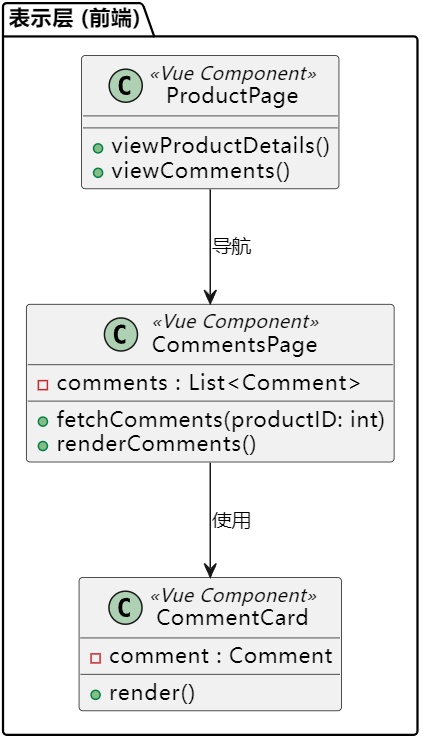 表示层 (前端)
C
«Vue Component»
ProductPage
viewProductDetails()
viewComments()
导航
C
«Vue Component»
CommentsPage
comments : List<Comment>
fetchComments(productID: int)
renderComments()
使用
C
«Vue Component»
CommentCard
comment : Comment
render()